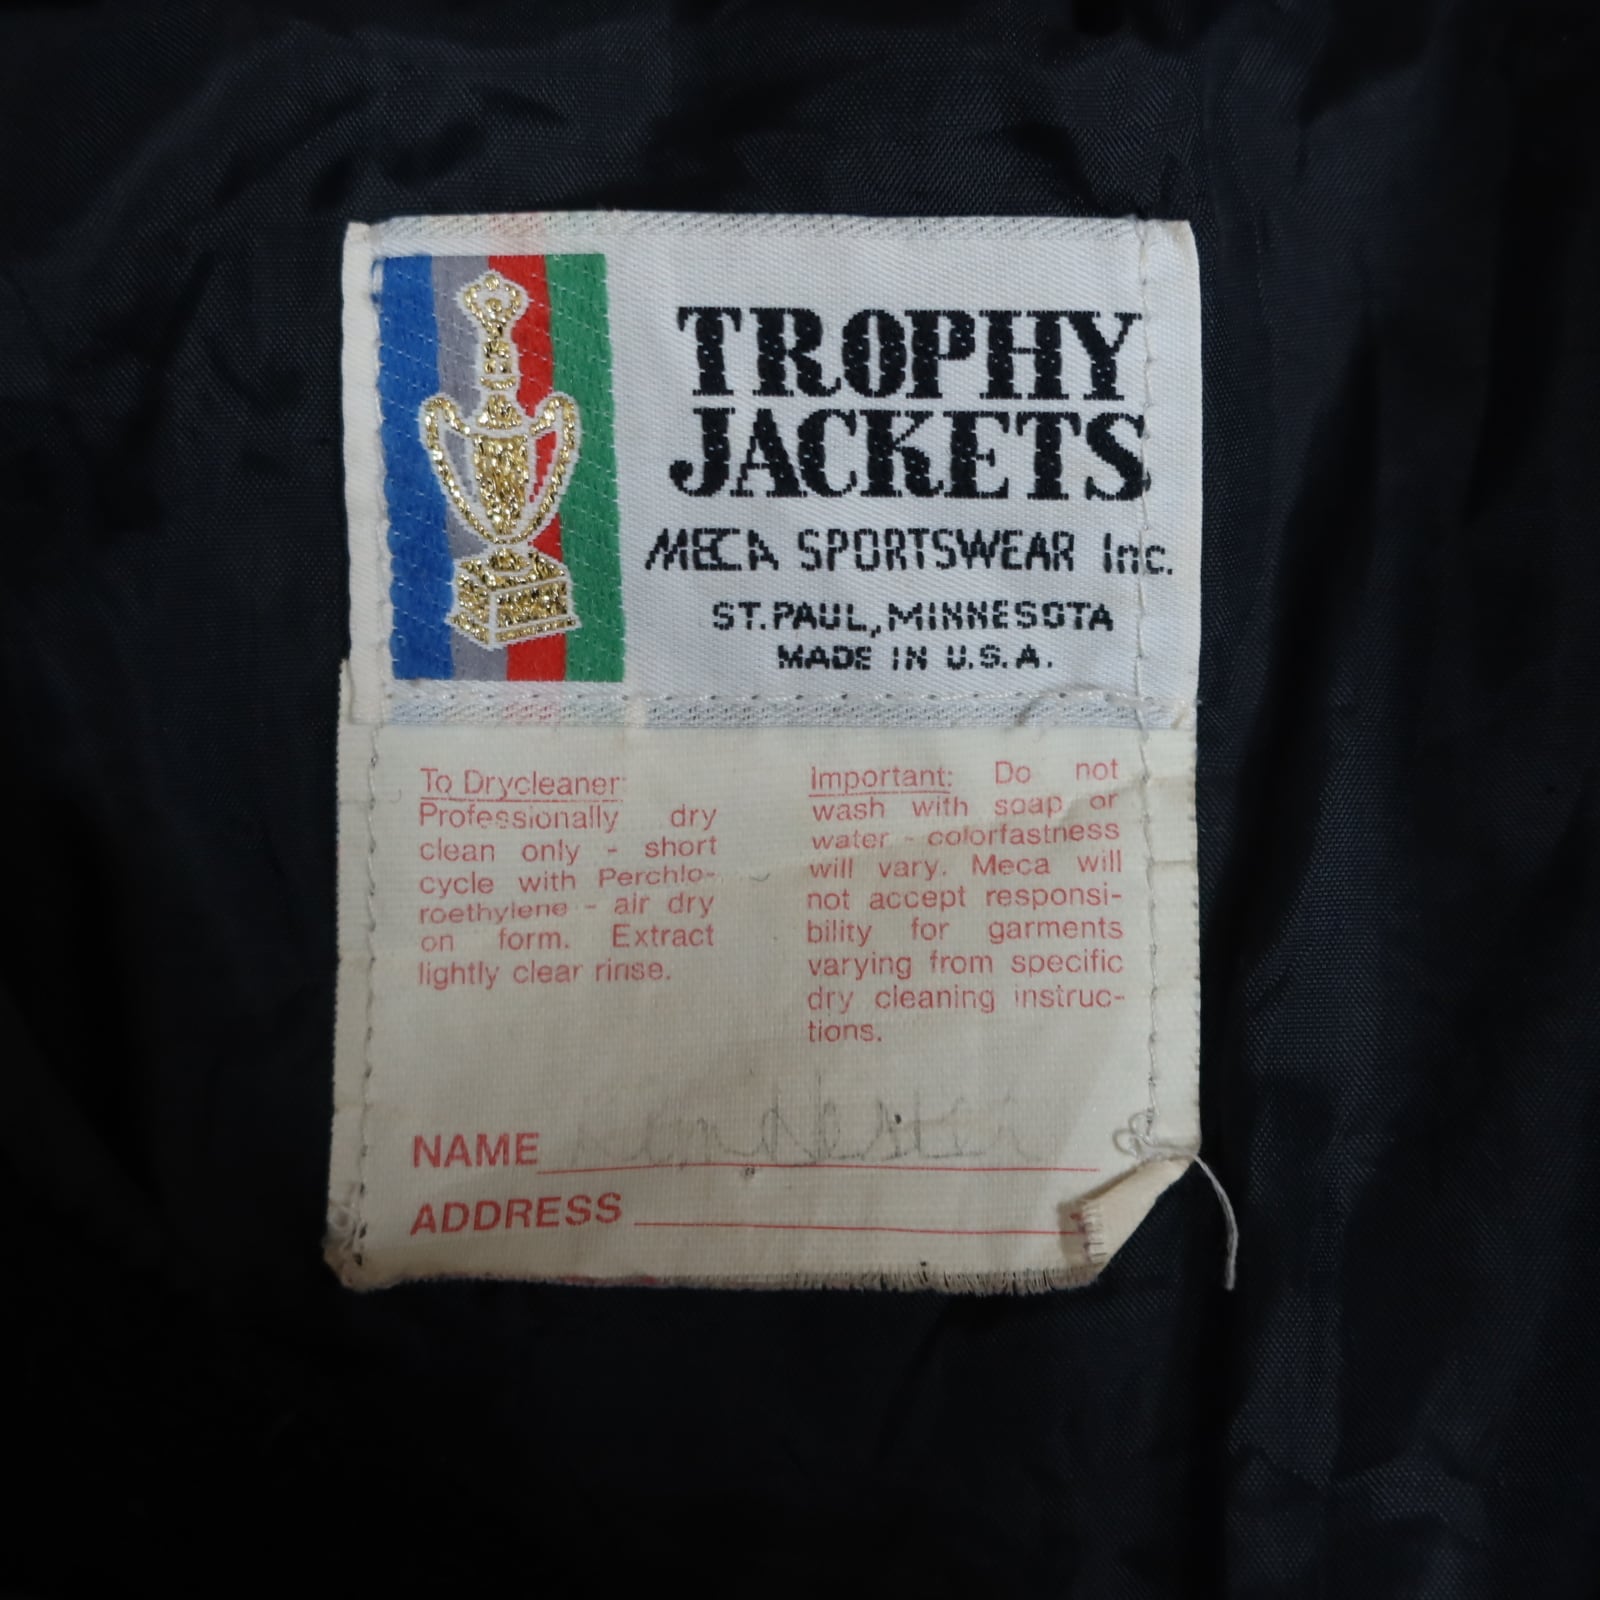 TROPHY
JACKETS
MECA SPORTSWEAR Inc.
ST. PAUL, MINNESOTA
MADE IN U.S.A.
To Drycleaner:
Professionally dry
clean only - short
cycle with Perchlo-
roethylene - air dry
on form. Extract
lightly clear rinse.
Important: Do not
wash with soap or
water - colorfastness
will vary. Meca will
not accept responsi-
bility for garments
varying from specific
dry cleaning instruc-
tions.
NAME
ADDRESS